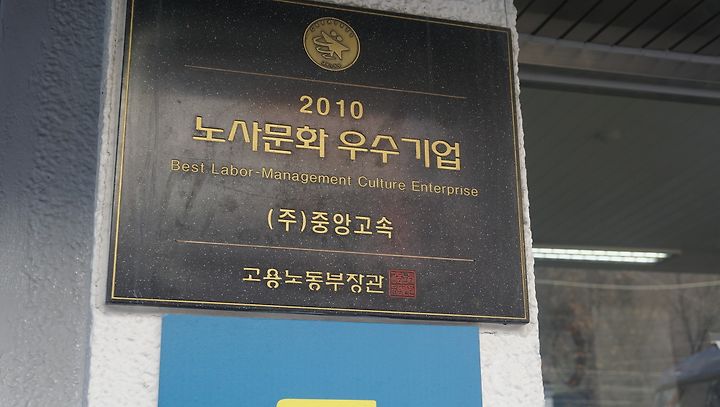 2010
노사문화 우수기업
Best Labor-Management Culture Enterprise
(주)중앙고속
고용노동부장관